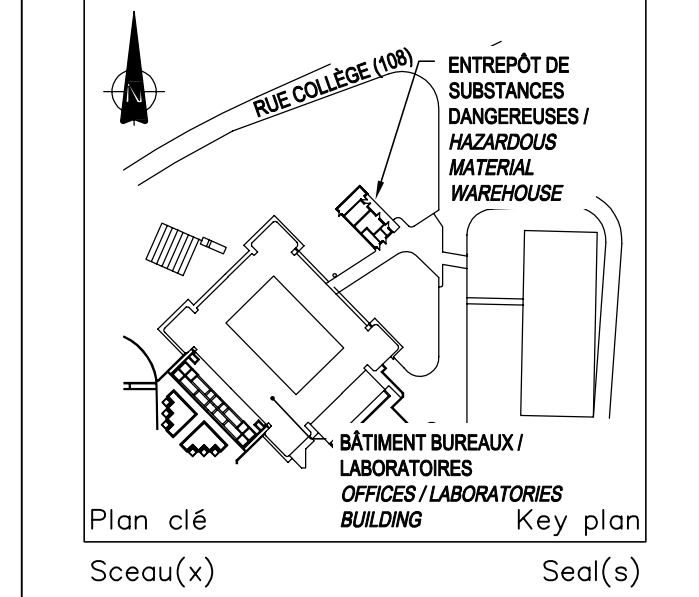 N
RUE COLLÈGE (108)
ENTREPÔT DE
SUBSTANCES
DANGEREUSES /
HAZARDOUS
MATERIAL
WAREHOUSE
BÂTIMENT BUREAUX /
LABORATOIRES
OFFICES / LABORATORIES
BUILDING
Plan clé Key plan
Sceau(x) Seal(s)